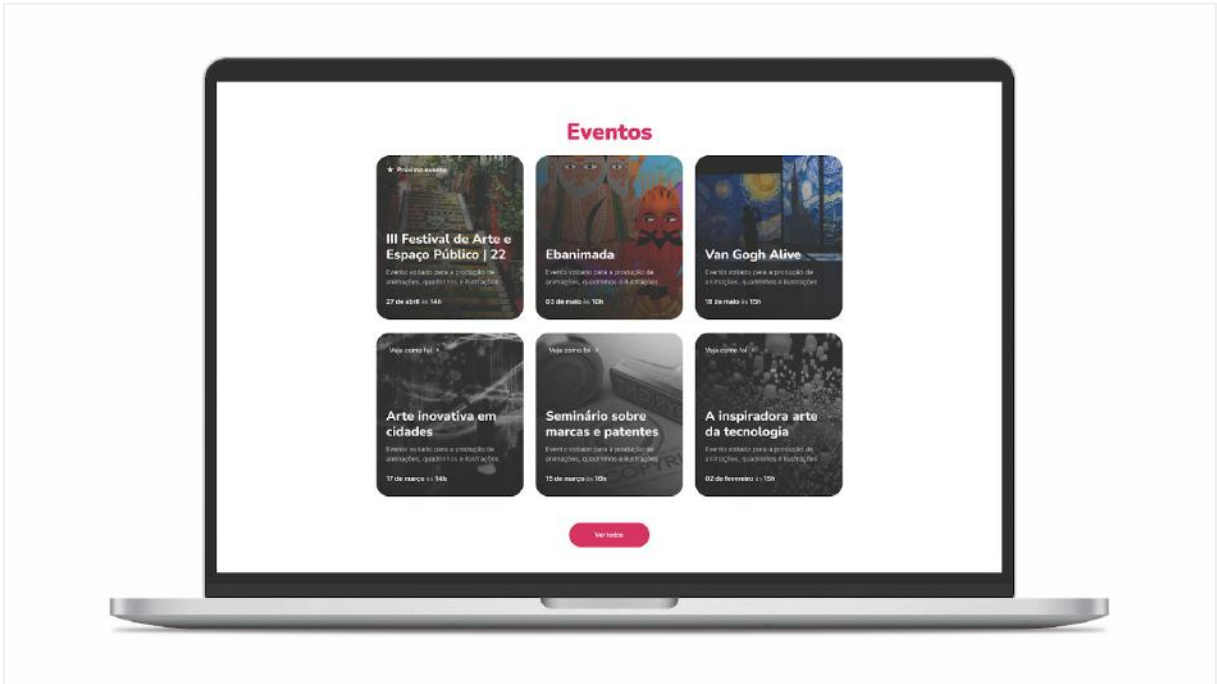 Eventos
★ Próximo evento
III Festival de Arte e
Espaço Público | 22
Evento voltado para a produção de
animações, quadrinhos e ilustrações
27 de abril às 14h
Ebanimada
Evento voltado para a produção de
animações, quadrinhos e ilustrações
03 de maio às 10h
Van Gogh Alive
Evento voltado para a produção de
animações, quadrinhos e ilustrações
19 de maio às 15h
Veja como foi ›
Arte inovativa em
cidades
Evento voltado para a produção de
animações, quadrinhos e ilustrações
17 de março às 14h
Veja como foi ›
Seminário sobre
marcas e patentes
Evento voltado para a produção de
animações, quadrinhos e ilustrações
15 de março às 16h
COPYRI
Veja como foi ›
A inspiradora arte
da tecnologia
Evento voltado para a produção de
animações, quadrinhos e ilustrações
02 de fevereiro às 15h
Ver todos